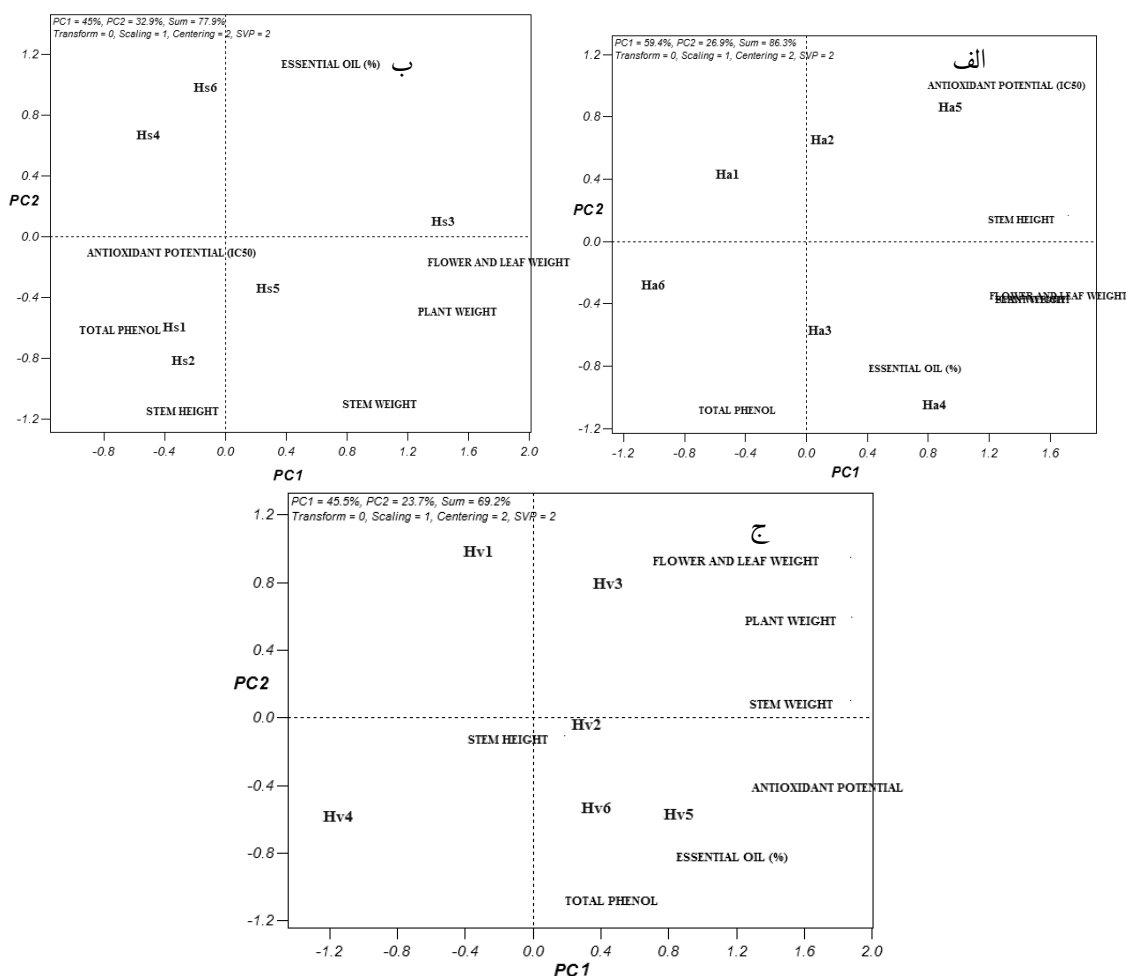 PC1 = 45%, PC2 = 32.9%, Sum = 77.9%
Transform = 0, Scaling = 1, Centering = 2, SVP = 2
ب
ESSENTIAL OIL (%)
Hs6
Hs4
Hs3
ANTIOXIDANT POTENTIAL (IC50)
FLOWER AND LEAF WEIGHT
Hs5
PLANT WEIGHT
TOTAL PHENOL Hs1
Hs2
STEM HEIGHT
STEM WEIGHT
PC2
1.2
0.8
0.4
0.0
-0.4
-0.8
-1.2
-0.8 -0.4 0.0 0.4 0.8 1.2 1.6 2.0
PC1
PC1 = 59.4%, PC2 = 26.9%, Sum = 86.3%
Transform = 0, Scaling = 1, Centering = 2, SVP = 2
الف
ANTIOXIDANT POTENTIAL (IC50)
Ha5
Ha2
Ha1
STEM HEIGHT
Ha6
FLOWER AND LEAF WEIGHT
Ha3
ESSENTIAL OIL (%)
Ha4
TOTAL PHENOL
PC2
1.2
0.8
0.4
0.0
-0.4
-0.8
-1.2
-1.2 -0.8 -0.4 0.0 0.4 0.8 1.2 1.6
PC1
PC1 = 45.5%, PC2 = 23.7%, Sum = 69.2%
Transform = 0, Scaling = 1, Centering = 2, SVP = 2
ج
Hv1
FLOWER AND LEAF WEIGHT
Hv3
PLANT WEIGHT
STEM WEIGHT
Hv2
STEM HEIGHT
ANTIOXIDANT POTENTIAL
Hv6
Hv5
Hv4
ESSENTIAL OIL (%)
TOTAL PHENOL
PC2
1.2
0.8
0.4
0.0
-0.4
-0.8
-1.2
-1.2 -0.8 -0.4 0.0 0.4 0.8 1.2 1.6 2.0
PC1